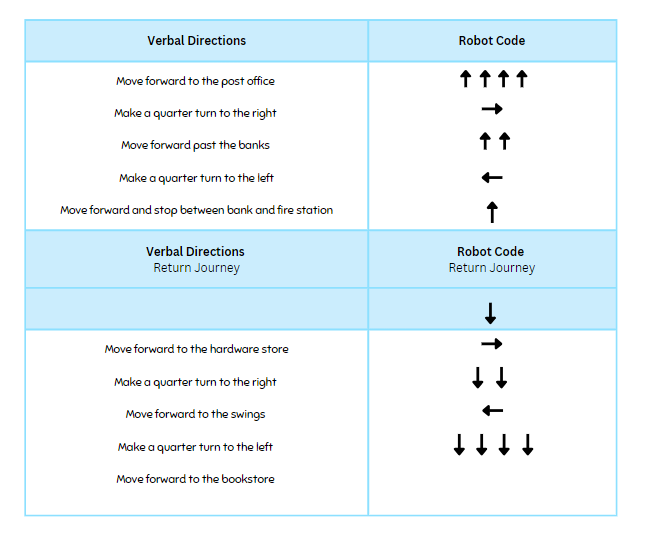 Verbal Directions
Robot Code
Move forward to the post office
↑ ↑ ↑ ↑
Make a quarter turn to the right
→
Move forward past the banks
↑ ↑
Make a quarter turn to the left
←
Move forward and stop between bank and fire station
↑
Verbal Directions
Return Journey
Robot Code
Return Journey
↓
Move forward to the hardware store
→
Make a quarter turn to the right
↓ ↓
Move forward to the swings
←
Make a quarter turn to the left
↓ ↓ ↓ ↓
Move forward to the bookstore